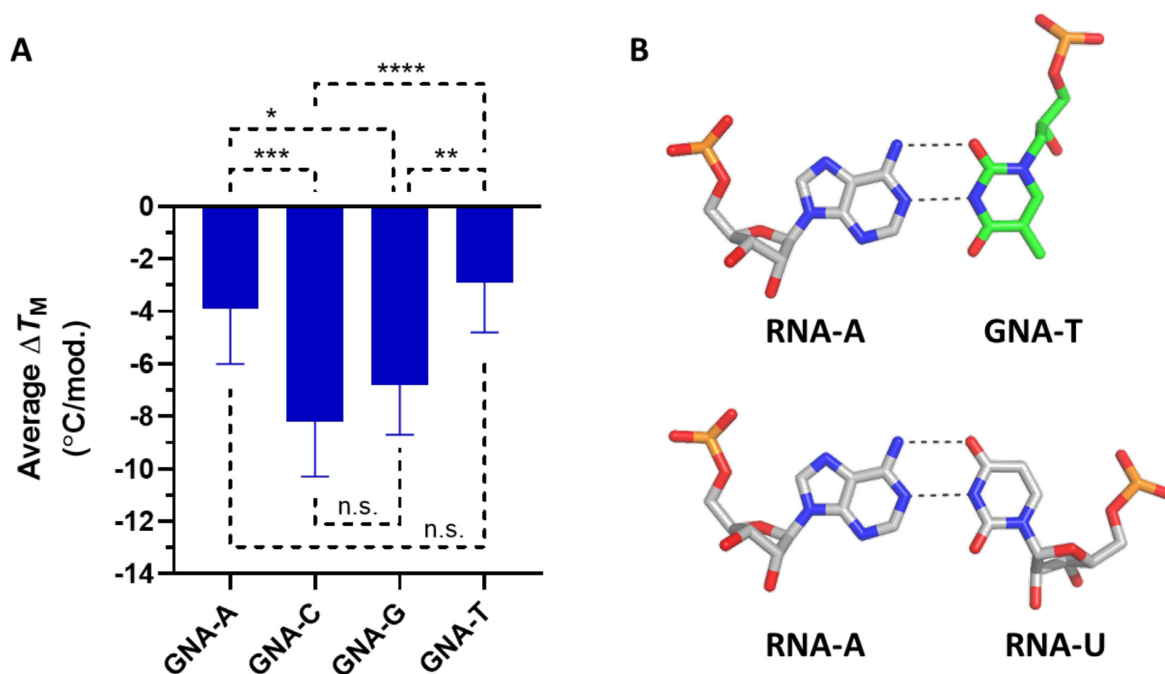 A
B
****
*
***
**
0
-2
-4
-6
-8
-10
-12
-14
Average ΔTM
(°C/mod.)
n.s.
n.s.
GNA-A
GNA-C
GNA-G
GNA-T
RNA-A
GNA-T
RNA-A
RNA-U